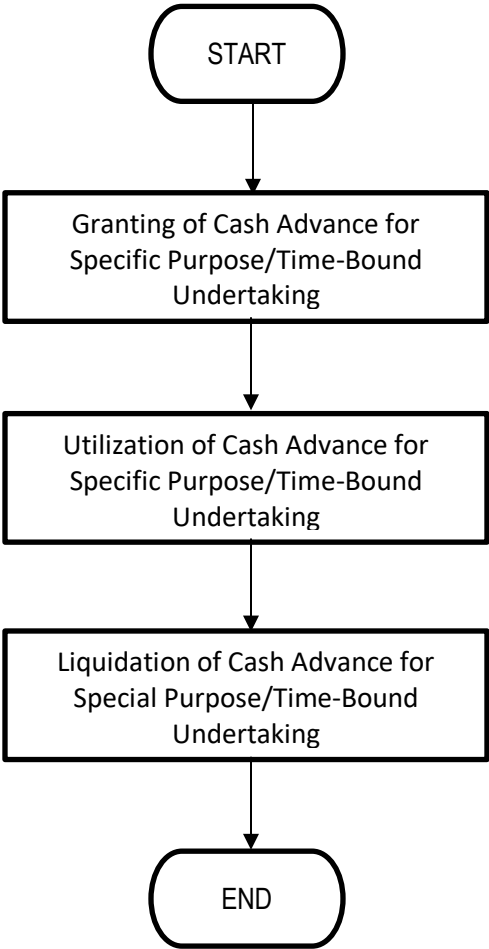 START
Granting of Cash Advance for
Specific Purpose/Time-Bound
Undertaking
Utilization of Cash Advance for
Specific Purpose/Time-Bound
Undertaking
Liquidation of Cash Advance for
Special Purpose/Time-Bound
Undertaking
END